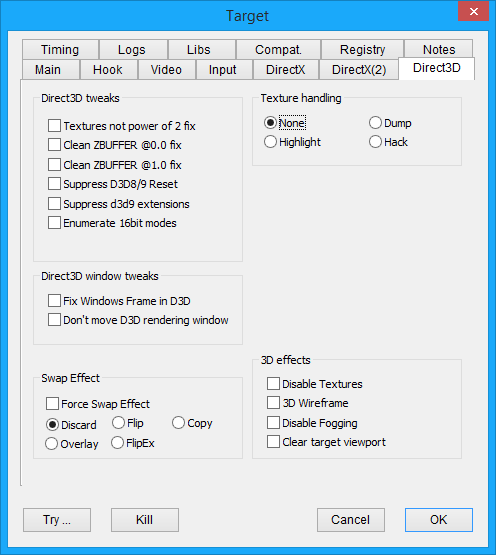 Target
Timing Logs Libs Compat. Registry Notes
Main Hook Video Input DirectX DirectX(2) Direct3D
Direct3D tweaks
Textures not power of 2 fix
Clean ZBUFFER @0.0 fix
Clean ZBUFFER @1.0 fix
Suppress D3D8/9 Reset
Suppress d3d9 extensions
Enumerate 16bit modes
Texture handling
None Dump
Highlight Hack
Direct3D window tweaks
Fix Windows Frame in D3D
Don't move D3D rendering window
Swap Effect
Force Swap Effect
Discard Flip Copy
Overlay FlipEx
3D effects
Disable Textures
3D Wireframe
Disable Fogging
Clear target viewport
Try ... Kill Cancel OK